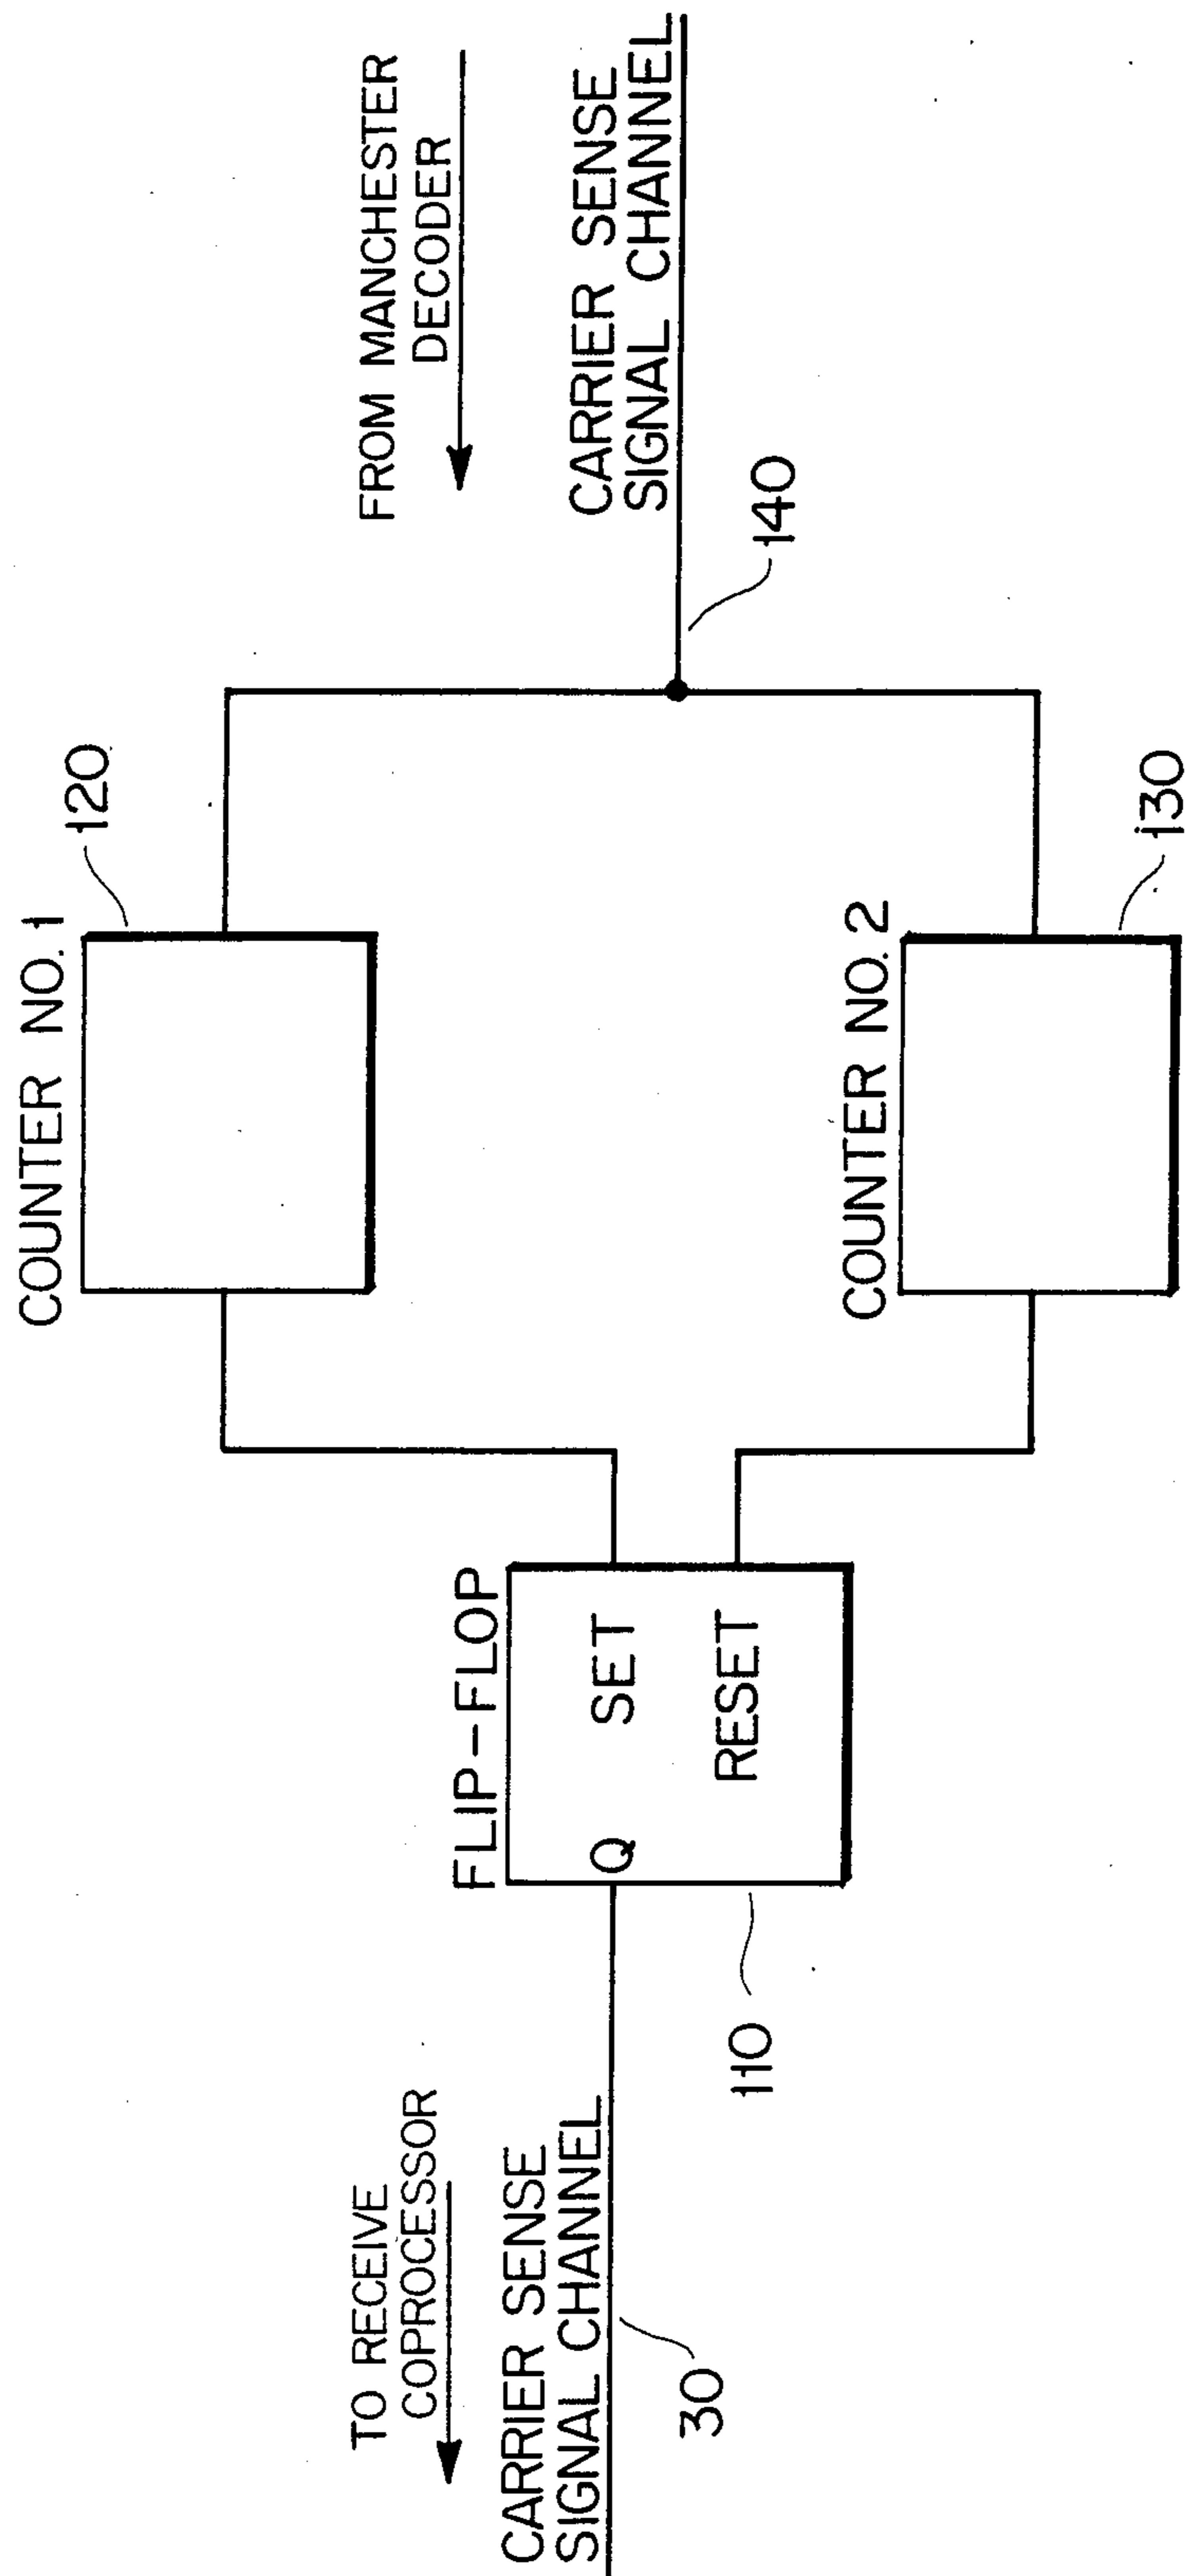 TO RECEIVE
COPROCESSOR
CARRIER SENSE
SIGNAL CHANNEL
30
FLIP-FLOP
Q
SET
RESET
110
COUNTER NO. 1
120
COUNTER NO. 2
130
FROM MANCHESTER
DECODER
CARRIER SENSE
SIGNAL CHANNEL
140